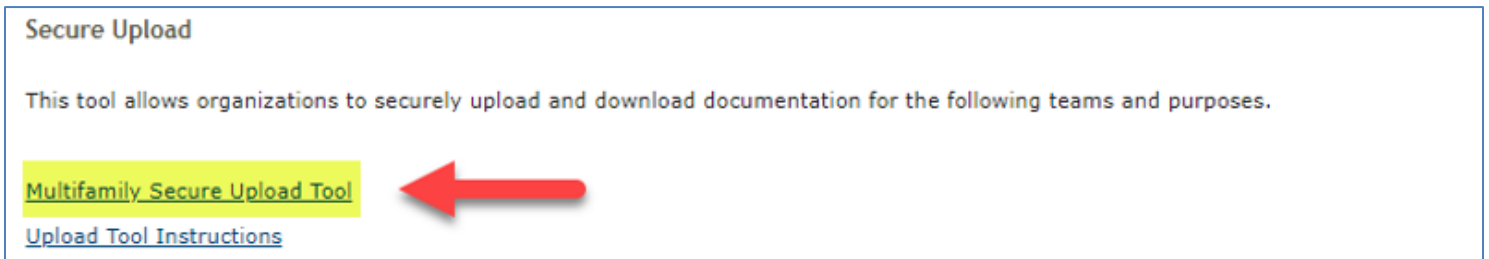 Secure Upload
This tool allows organizations to securely upload and download documentation for the following teams and purposes.
Multifamily Secure Upload Tool
Upload Tool Instructions